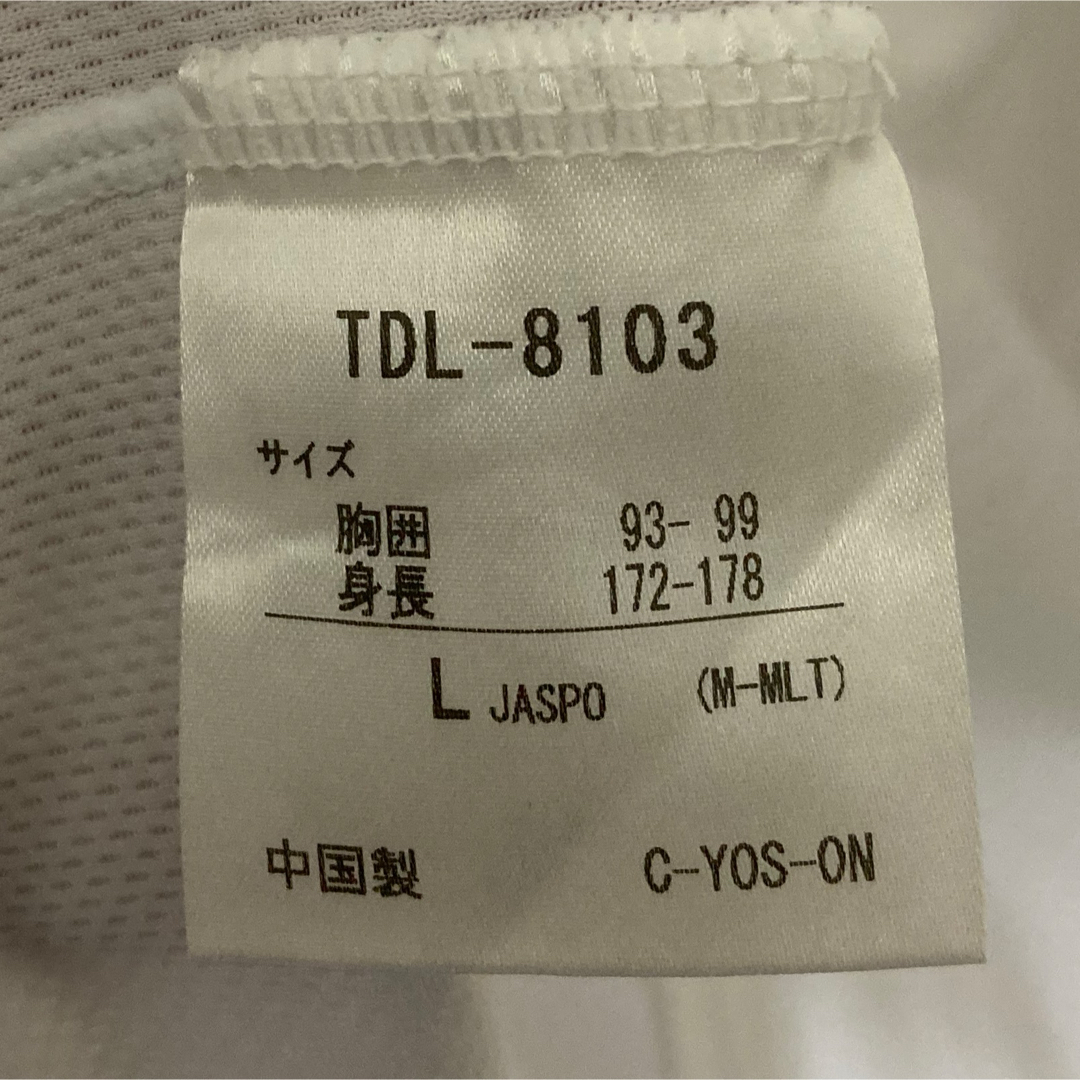 TDL-8103
サイズ
胸囲 93- 99
身長 172-178
L JASPO (M-MLT)
中国製 C-YOS-ON